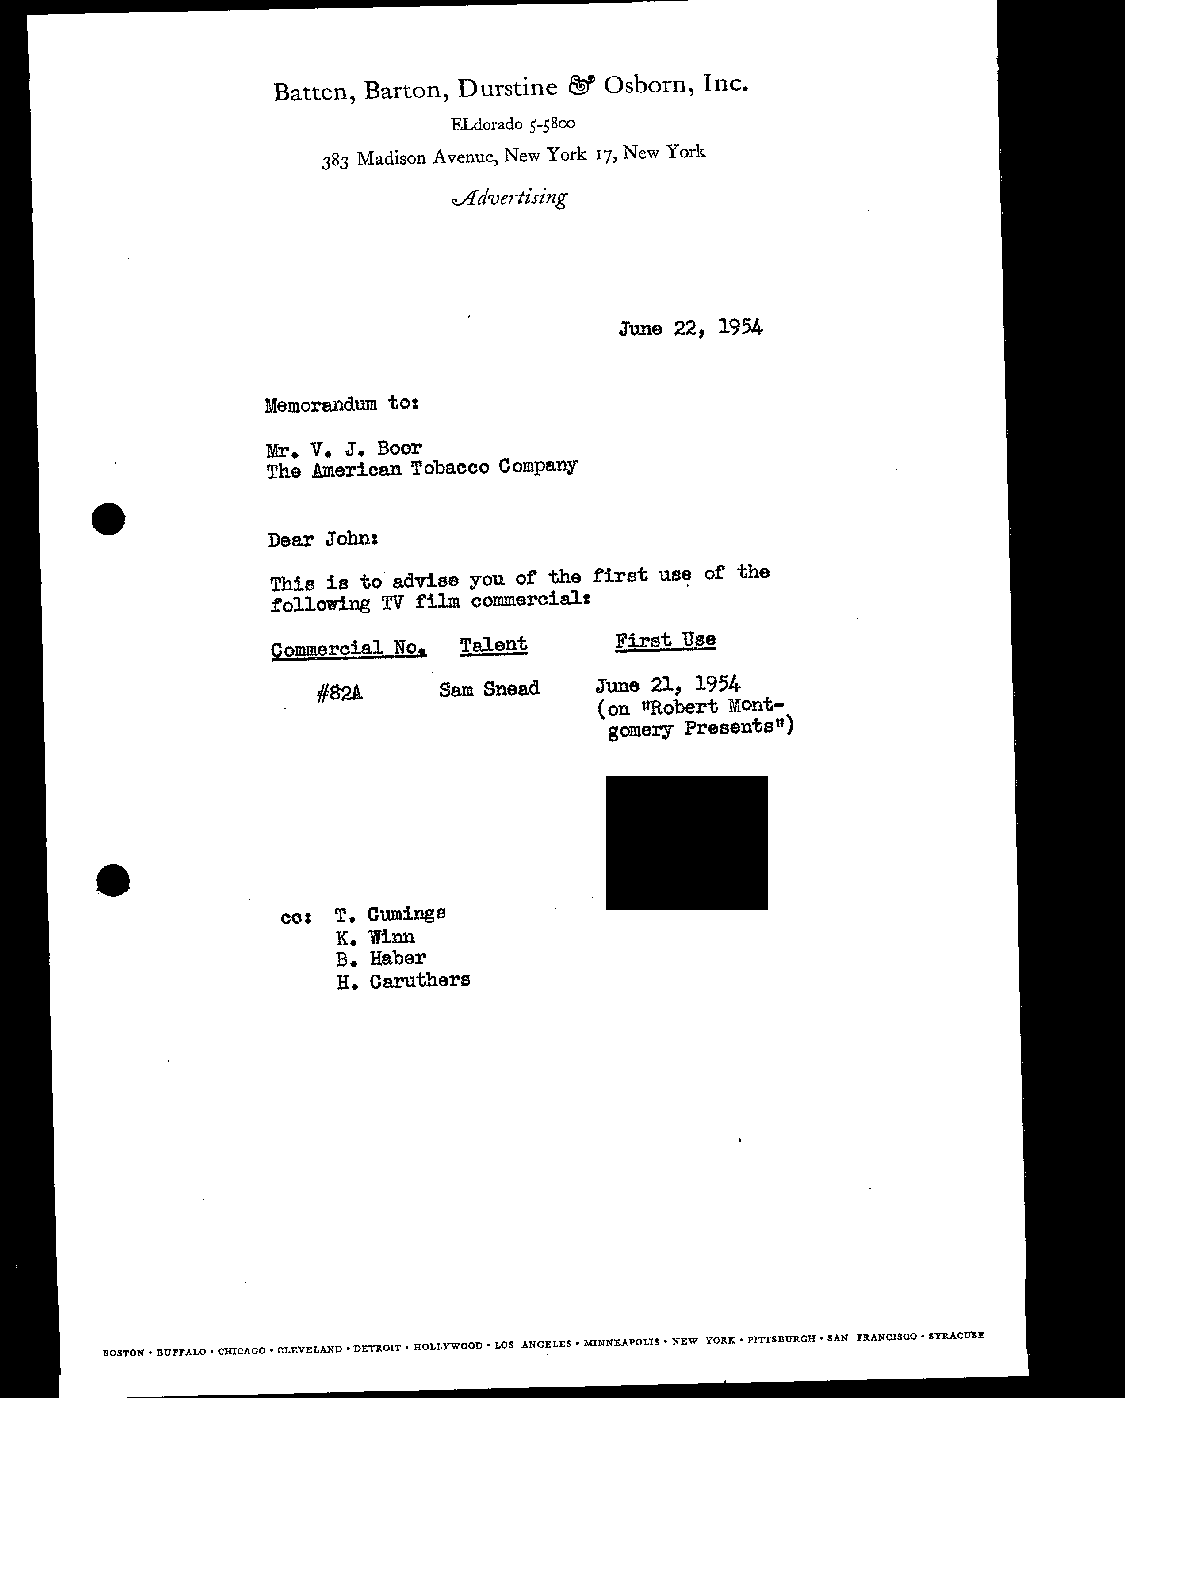 Batten, Barton, Durstine & Osborn, Inc.
ELdorado 5-5800
383 Madison Avenue, New York 17, New York
Advertising
June 22, 1954
Memorandum to:
Mr. V. J. Boor
The American Tobacco Company
Dear John:
This is to advise you of the first use of the
following TV film commercial:
Commercial No. Talent First Use
#82A Sam Snead June 21, 1954
(on "Robert Mont-
gomery Presents")
cc: T. Cumings
K. Winn
B. Haber
H. Caruthers
BOSTON • BUFFALO • CHICAGO • CLEVELAND • DETROIT • HOLLYWOOD • LOS ANGELES • MINNEAPOLIS • NEW YORK • PITTSBURGH • SAN FRANCISCO • SYRACUSE